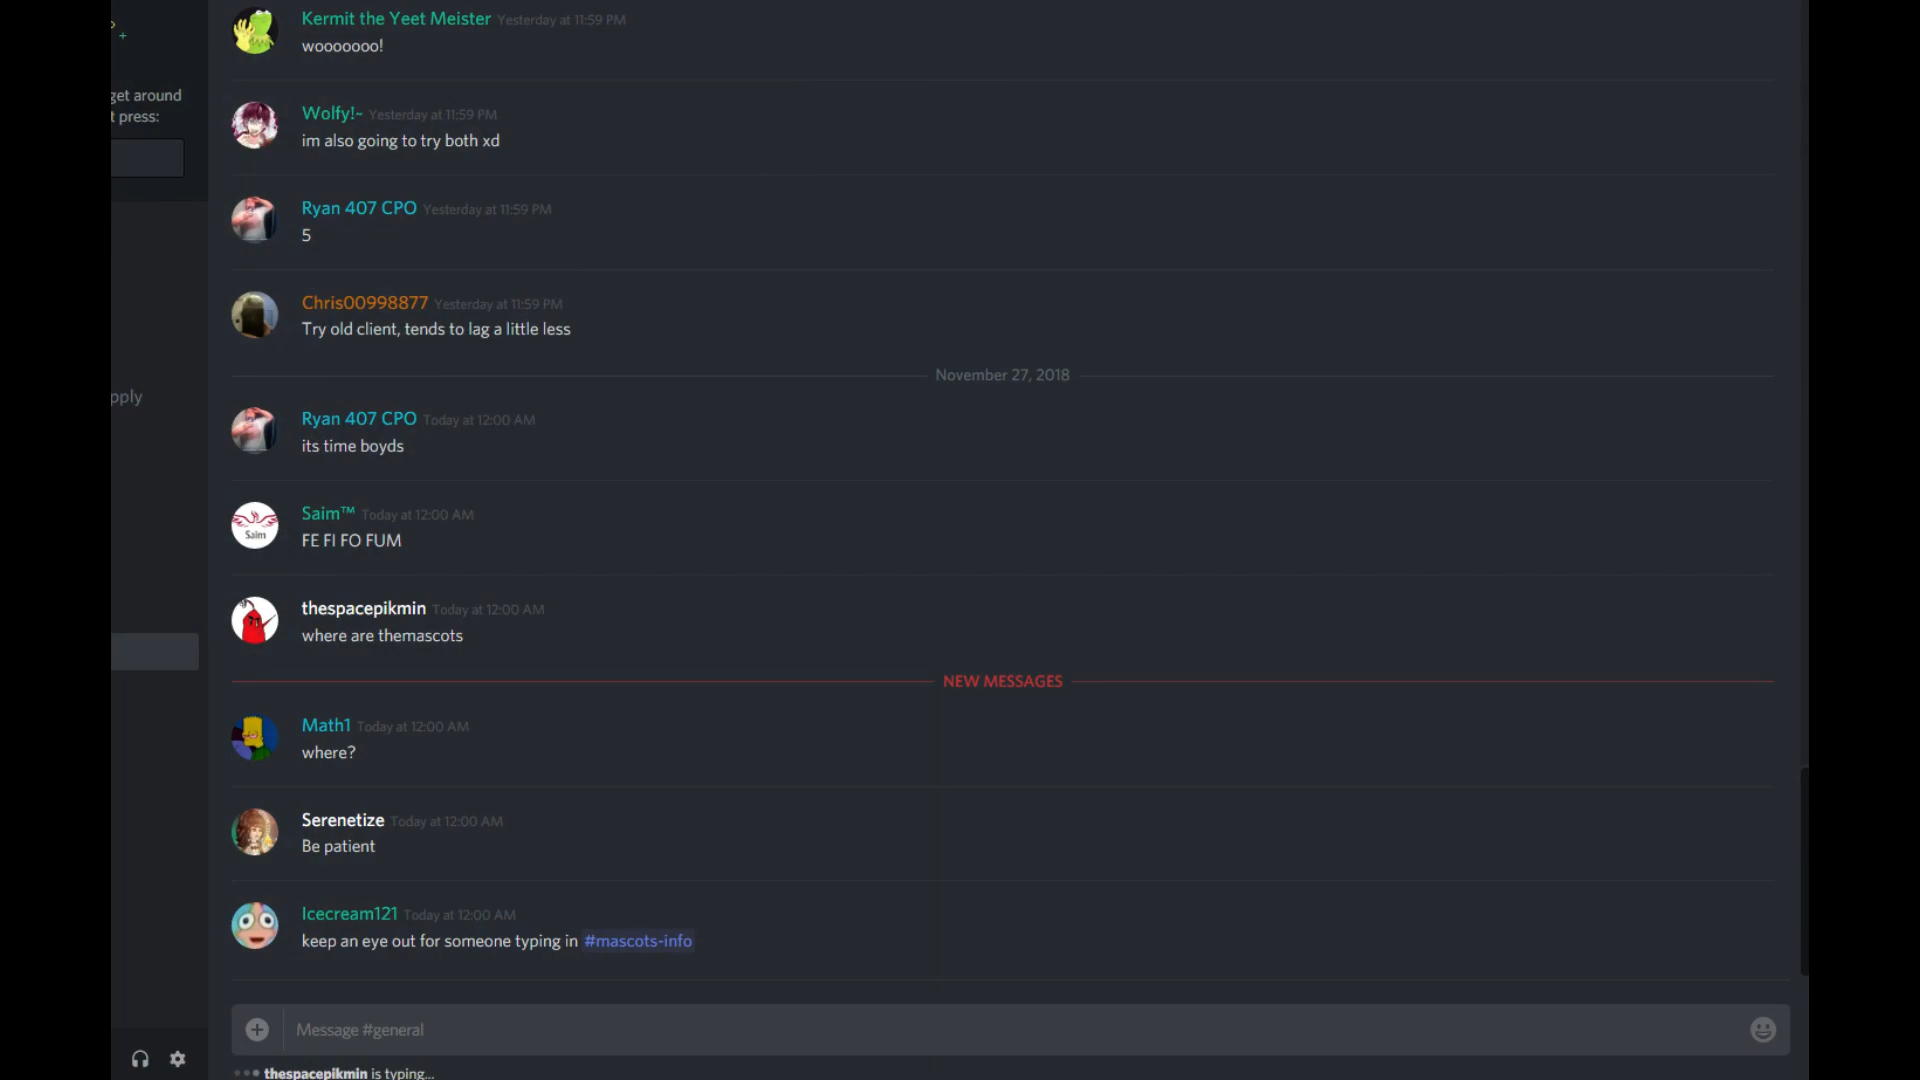 Kermit the Yeet Meister Yesterday at 11:59 PM
wooooooo!
get around
t press:
Wolfy!~ Yesterday at 11:59 PM
im also going to try both xd
Ryan 407 CPO Yesterday at 11:59 PM
5
Chris00998877 Yesterday at 11:59 PM
Try old client, tends to lag a little less
November 27, 2018
pply
Ryan 407 CPO Today at 12:00 AM
its time boyds
Saim™ Today at 12:00 AM
Saim
FE FI FO FUM
thespacepikmin Today at 12:00 AM
where are themascots
NEW MESSAGES
Math1 Today at 12:00 AM
where?
Serenetize Today at 12:00 AM
Be patient
Icecream121 Today at 12:00 AM
keep an eye out for someone typing in #mascots-info
Message #general
thespacepikmin is typing...